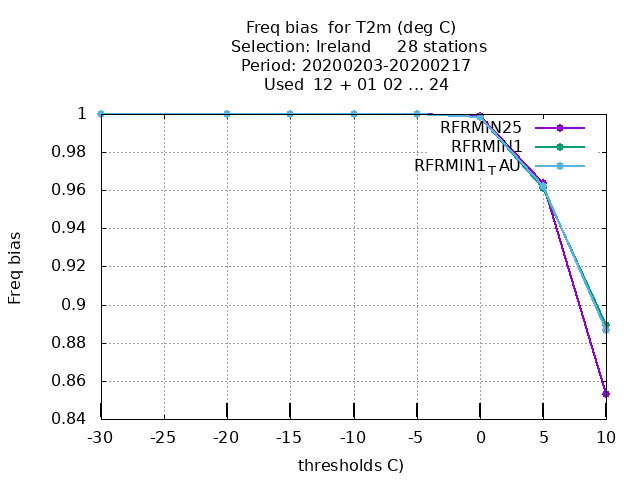 Freq bias  for T2m (deg C)
Selection: Ireland     28 stations
Period: 20200203-20200217
Used  12 + 01 02 ... 24
1
0.98
0.96
0.94
0.92
0.9
0.88
0.86
0.84
RFRMIN25
RFRMIN1
RFRMIN1TAU
Freq bias
-30
-25
-20
-15
-10
-5
0
5
10
thresholds C)